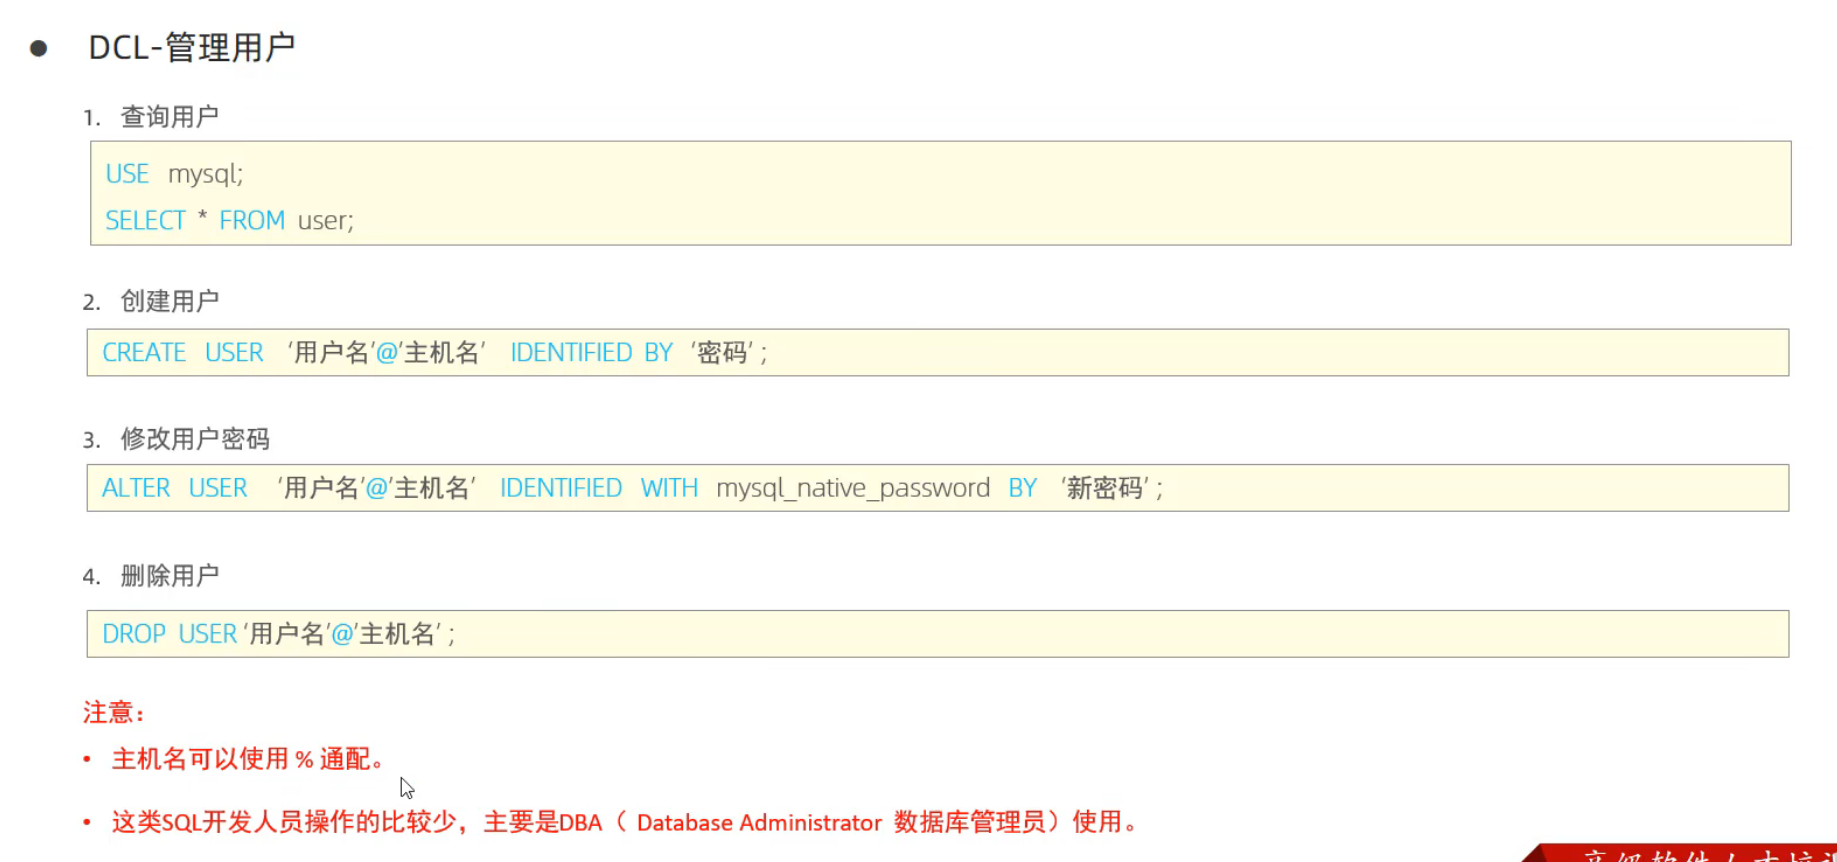 ● DCL-管理用户
1. 查询用户
USE mysql;
SELECT * FROM user;
2. 创建用户
CREATE USER ‘用户名’@’主机名’ IDENTIFIED BY ‘密码’ ;
3. 修改用户密码
ALTER USER ‘用户名’@’主机名’ IDENTIFIED WITH mysql_native_password BY ‘新密码’ ;
4. 删除用户
DROP USER ‘用户名’@’主机名’ ;
注意：
• 主机名可以使用 % 通配。
• 这类SQL开发人员操作的比较少，主要是DBA（ Database Administrator 数据库管理员）使用。